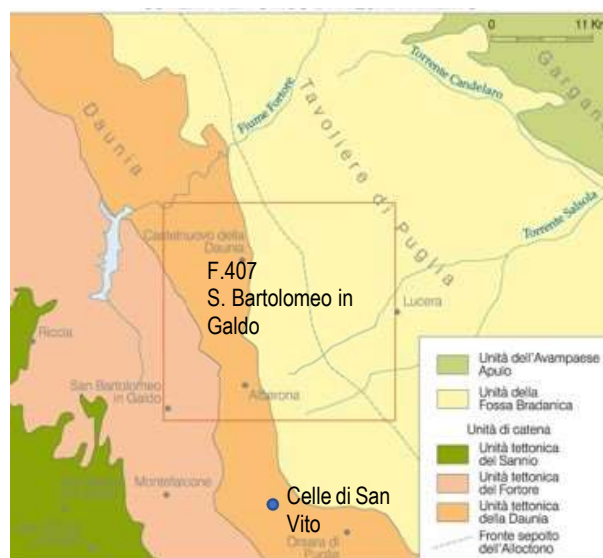 0 11 Km
Torrente Candelaro
Gargano
Daunia
Fiume Fortore
Tavoliere di Puglia
Torrente Salsola
Castelnuovo della
Daunia
F.407
S. Bartolomeo in
Galdo
Lucera
Riccia
San Bartolomeo
in Galdo
Alberona
Montefalcone
Celle di San
Vito
Orsara di
Puglia
Unità dell'Avampaese
Apulo
Unità della
Fossa Bradanica
Unità di catena
Unità tettonica
del Sannio
Unità tettonica
del Fortore
Unità tettonica
della Daunia
Fronte sepolto
dell'Alloctono